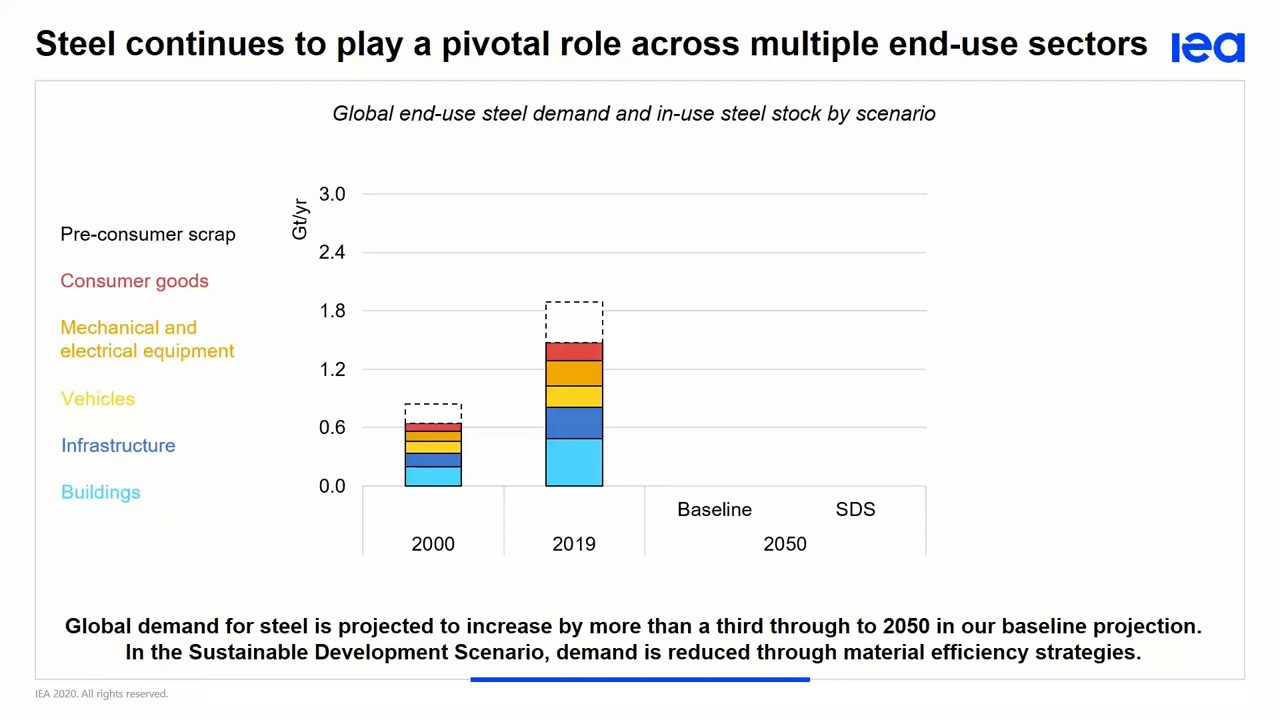 Steel continues to play a pivotal role across multiple end-use sectors
iea
Global end-use steel demand and in-use steel stock by scenario
Gt/yr
3.0
2.4
1.8
1.2
0.6
0.0
Pre-consumer scrap
Consumer goods
Mechanical and
electrical equipment
Vehicles
Infrastructure
Buildings
Baseline
SDS
2000
2019
2050
Global demand for steel is projected to increase by more than a third through to 2050 in our baseline projection.
In the Sustainable Development Scenario, demand is reduced through material efficiency strategies.
IEA 2020. All rights reserved.